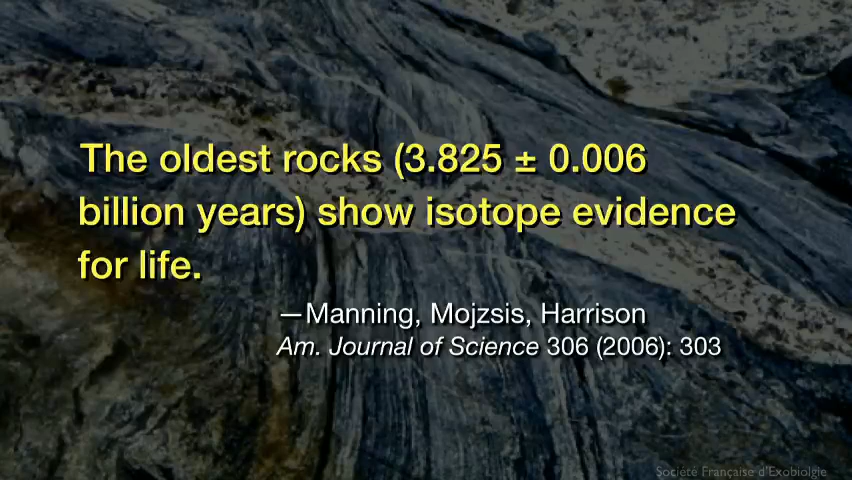 The oldest rocks (3.825 ± 0.006
billion years) show isotope evidence
for life.
—Manning, Mojzsis, Harrison
Am. Journal of Science 306 (2006): 303
Société Française d'Exobiolgie